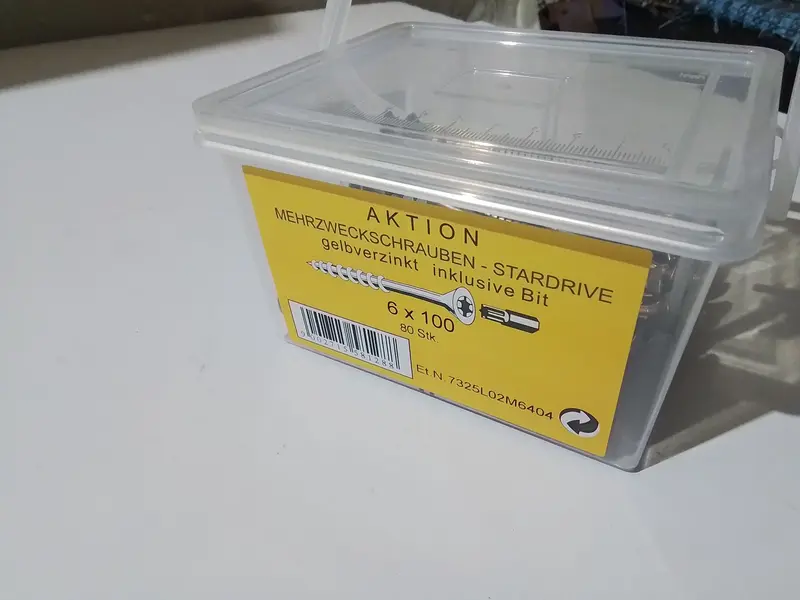 AKTION
MEHRZWECKSCHRAUBEN - STARDRIVE
gelbverzinkt inklusive Bit
6 x 100
80 Stk.
Et.N. 7325L02M6404